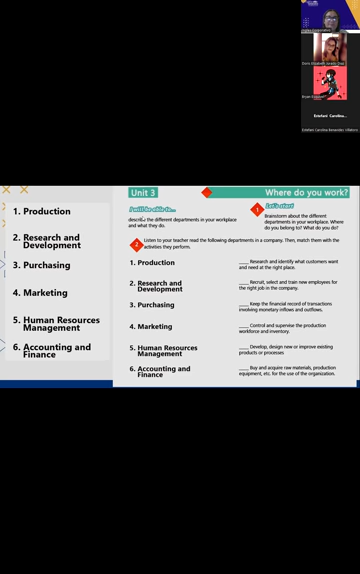 Estefani Carolina...
1. Production
2. Research and
Development
3. Purchasing
4. Marketing
5. Human Resources
Management
6. Accounting and
Finance
Unit 3
Where do you work?
I will be able to...
describe the different departments in your workplace
and what they do.
1
Let's start
Brainstorm about the different
departments in your workplace. Where
do you belong to? What do you do?
2
Listen to your teacher read the following departments in a company. Then, match them with the
activities they perform.
1. Production
____ Research and identify what customers want
and need at the right place.
2. Research and
Development
____ Recruit, select and train new employees for
the right job in the company.
3. Purchasing
____ Keep the financial record of transactions
involving monetary inflows and outflows.
4. Marketing
____ Control and supervise the production
workforce and inventory.
5. Human Resources
Management
____ Develop, design new or improve existing
products or processes
6. Accounting and
Finance
____ Buy and acquire raw materials, production
equipment, etc. for the use of the organization.